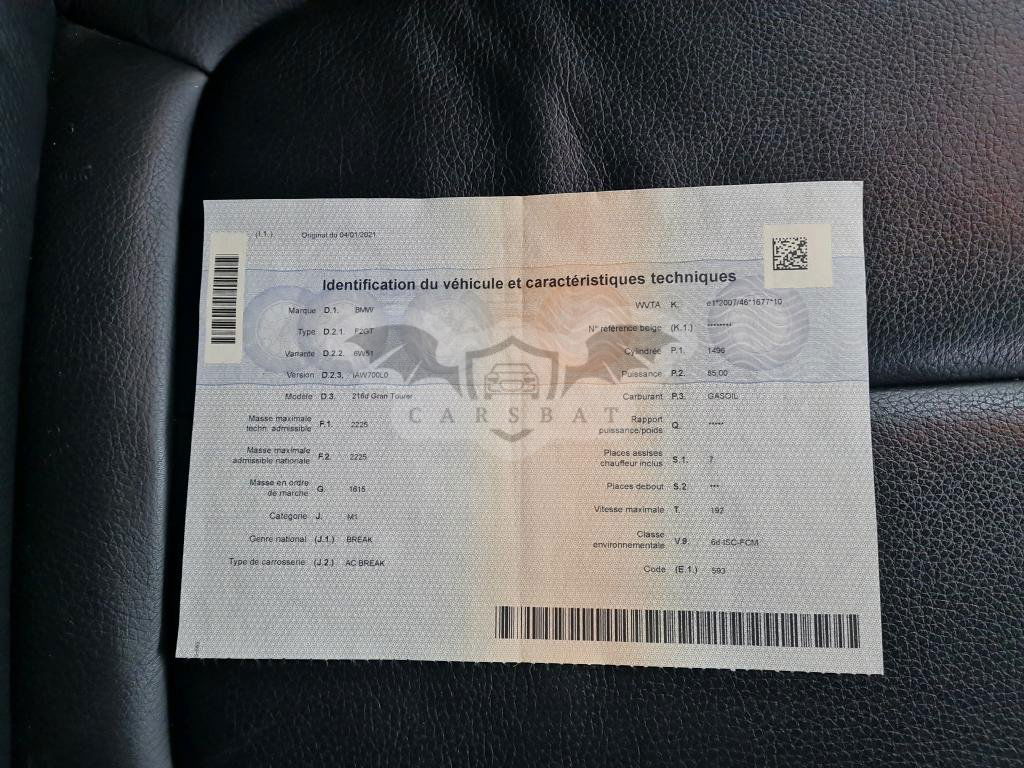 (I.1.) Original du 04/01/2021
Identification du véhicule et caractéristiques techniques
Marque D.1. BMW
Type D.2.1. F2GT
Variante D.2.2. 6W51
Version D.2.3. IAW700L0
Modèle D.3. 216d Gran Tourer
Masse maximale
techn. admissible F.1. 2225
Masse maximale
admissible nationale F.2. 2225
Masse en ordre
de marche G. 1615
Catégorie J. M1
Genre national (J.1.) BREAK
Type de carrosserie (J.2.) AC BREAK
WVTA K. e1*2007/46*1677*10
N° référence belge (K.1.) ********
Cylindrée P.1. 1496
Puissance P.2. 85,00
Carburant P.3. GASOIL
Rapport
puissance/poids Q. *****
Places assises
chauffeur inclus S.1. 7
Places debout S.2 ***
Vitesse maximale T. 192
Classe
environnementale V.9. 6d-ISC-FCM
Code (E.1.) 593
CARSBAT